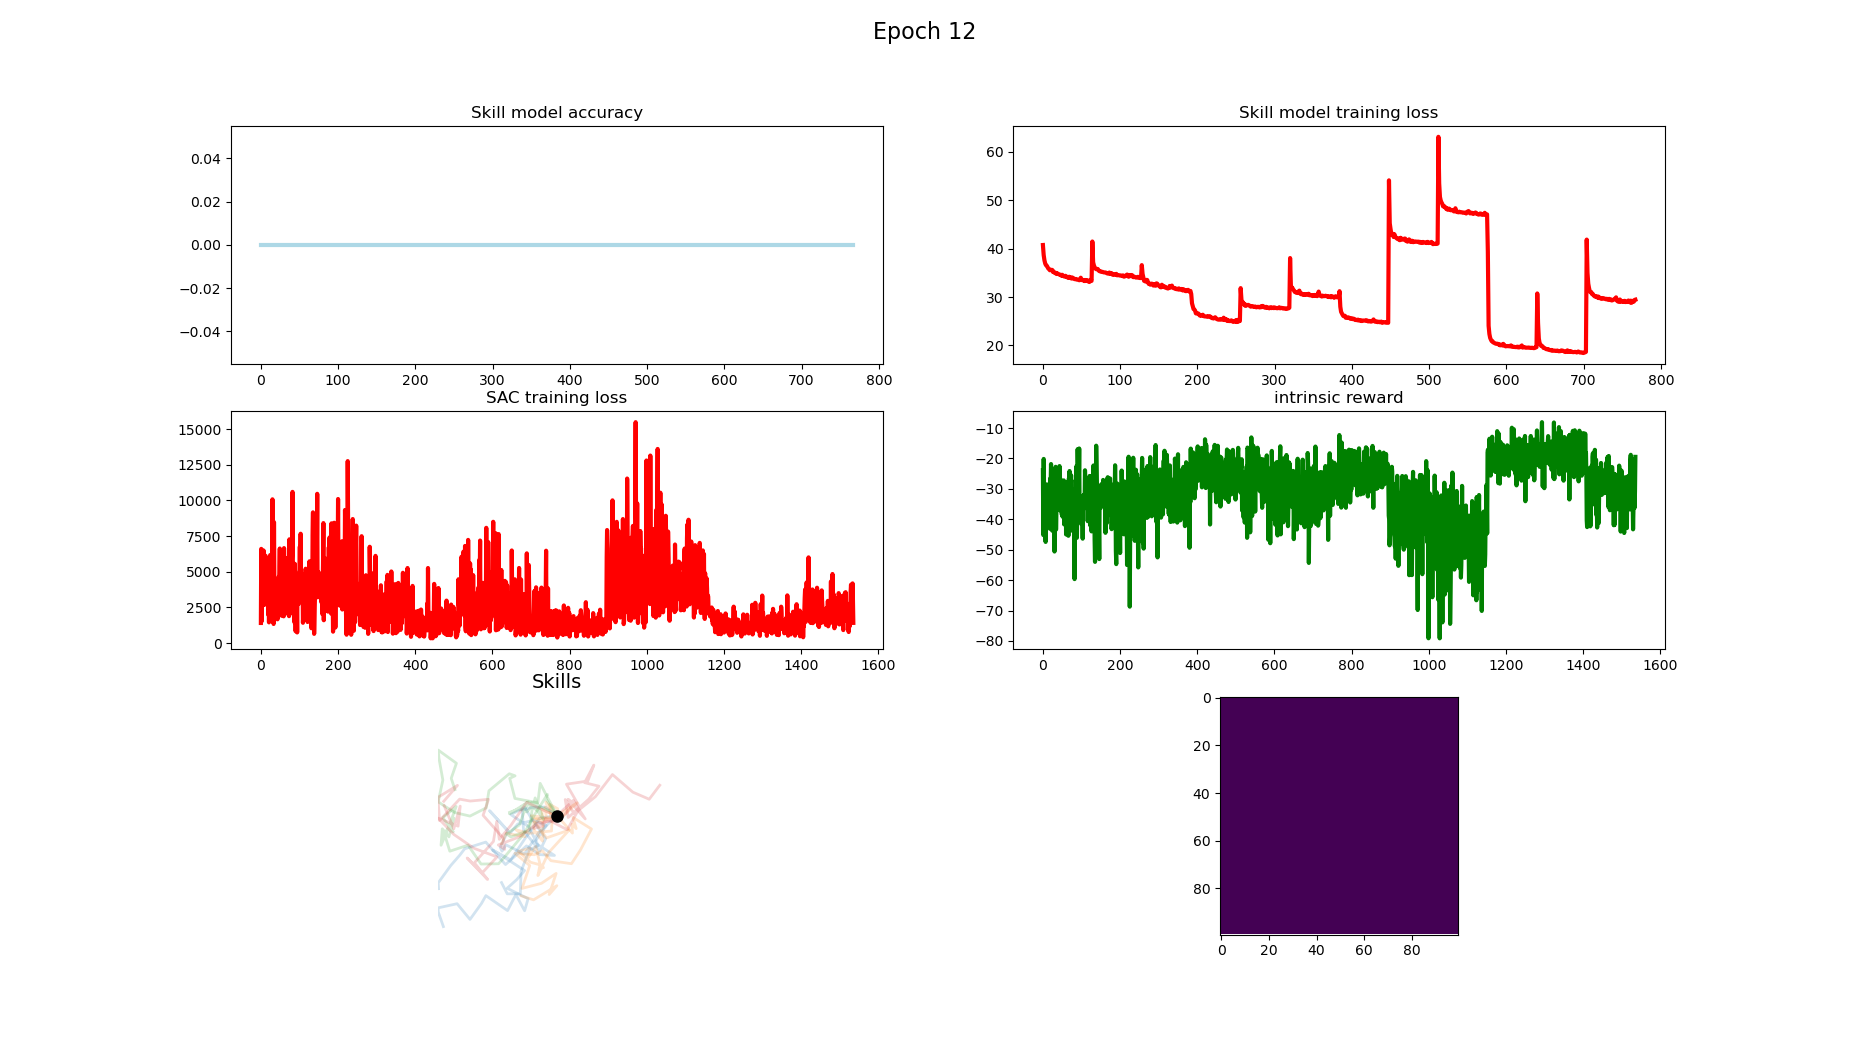 Epoch 12
Skill model accuracy
0.04
0.02
0.00
−0.02
−0.04
0 100 200 300 400 500 600 700 800
Skill model training loss
60
50
40
30
20
0 100 200 300 400 500 600 700 800
SAC training loss
15000
12500
10000
7500
5000
2500
0
0 200 400 600 800 1000 1200 1400 1600
intrinsic reward
−10
−20
−30
−40
−50
−60
−70
−80
0 200 400 600 800 1000 1200 1400 1600
Skills
0
20
40
60
80
0 20 40 60 80